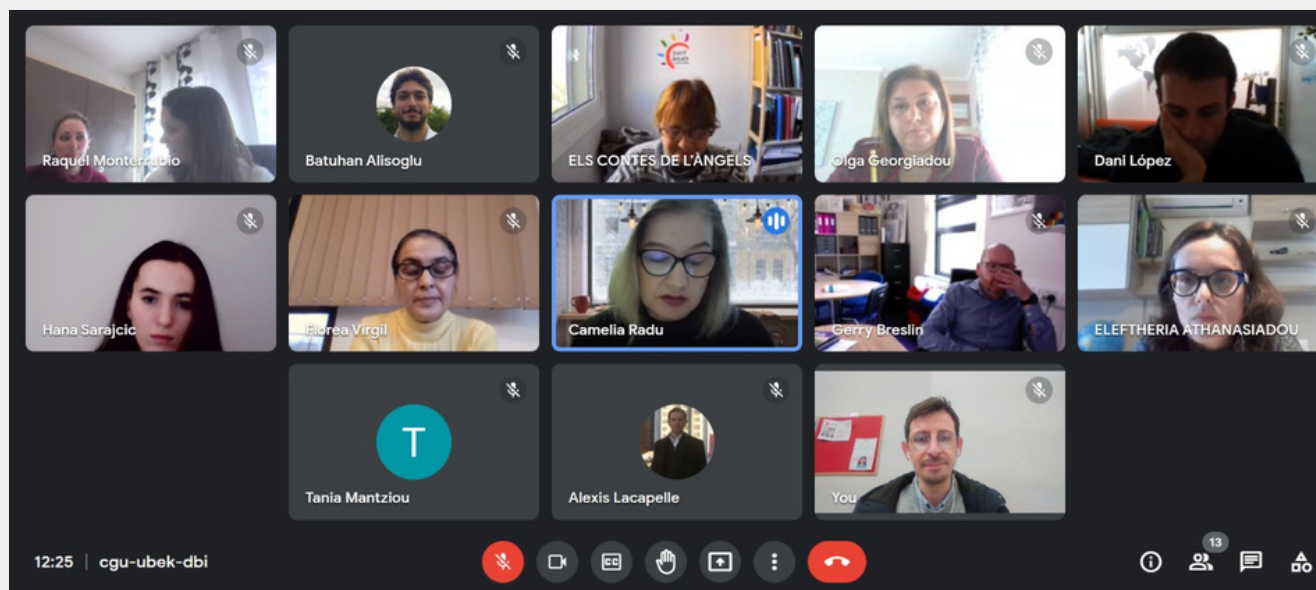 Raquel Monterrubio
Batuhan Alisoglu
ELS CONTES DE L'ÀNGELS
Olga Georgiadou
Dani López
Hana Sarajcic
Florea Virgil
Camelia Radu
Gerry Breslin
ELEFTHERIA ATHANASIADOU
T
Tania Mantziou
Alexis Lacapelle
You
12:25 | cgu-ubek-dbi
CC
13